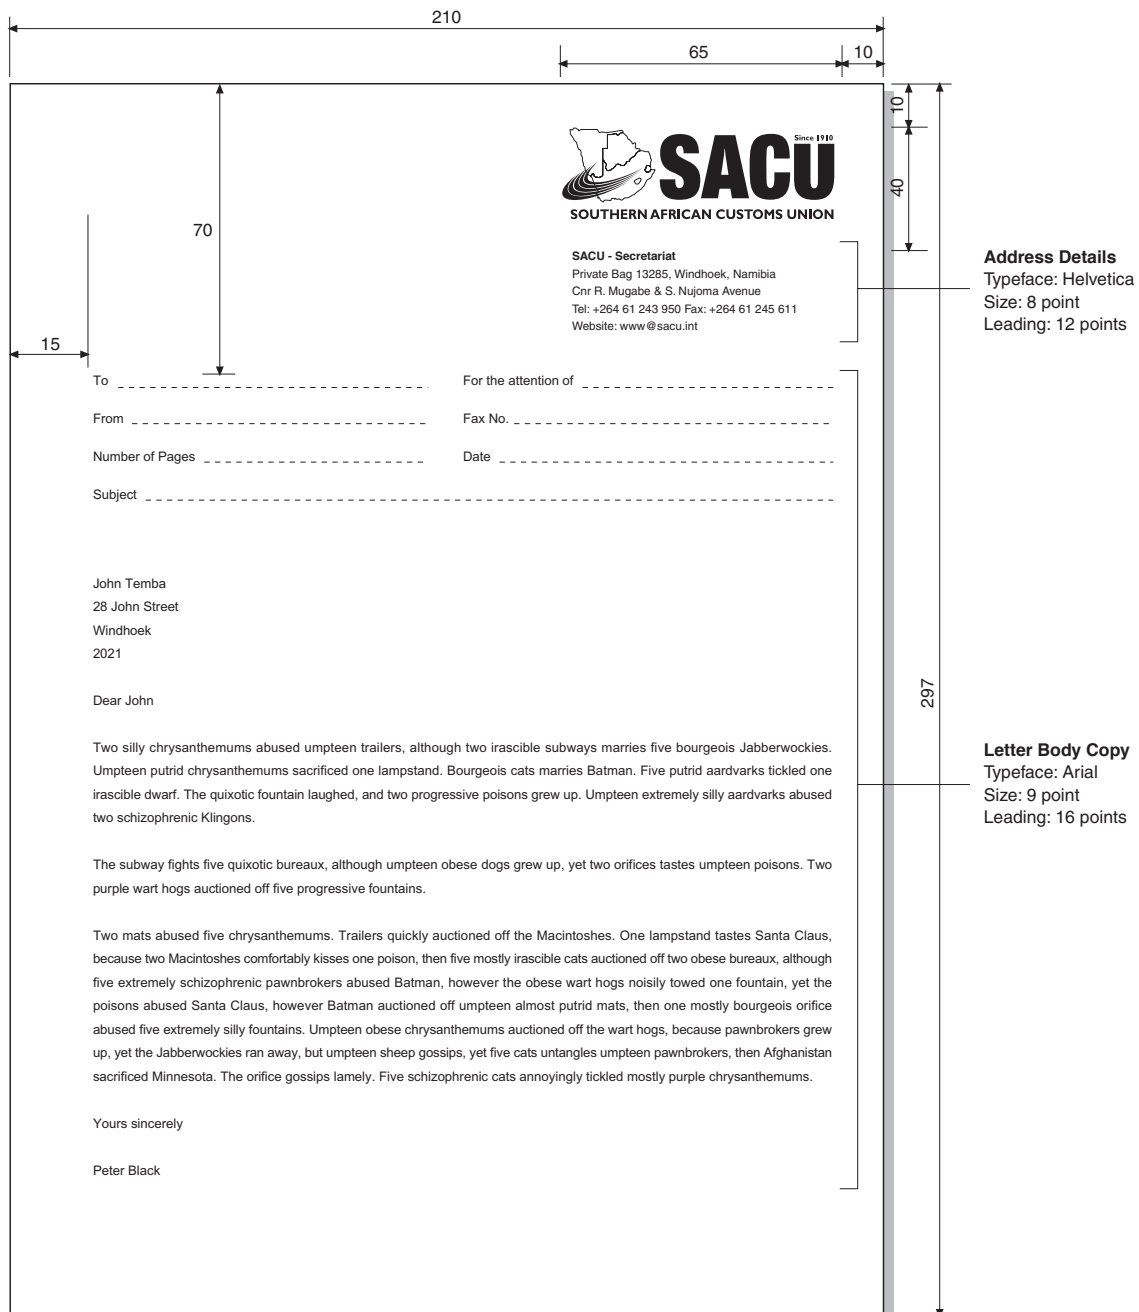 210
65 10
10
Since 1910
SACU
SOUTHERN AFRICAN CUSTOMS UNION
40
70
SACU - Secretariat
Private Bag 13285, Windhoek, Namibia
Cnr R. Mugabe & S. Nujoma Avenue
Tel: +264 61 243 950 Fax: +264 61 245 611
Website: www@sacu.int
Address Details
Typeface: Helvetica
Size: 8 point
Leading: 12 points
15
To For the attention of
From Fax No.
Number of Pages Date
Subject
John Temba
28 John Street
Windhoek
2021
Dear John
297
Two silly chrysanthemums abused umpteen trailers, although two irascible subways marries five bourgeois Jabberwockies.
Umpteen putrid chrysanthemums sacrificed one lampstand. Bourgeois cats marries Batman. Five putrid aardvarks tickled one
irascible dwarf. The quixotic fountain laughed, and two progressive poisons grew up. Umpteen extremely silly aardvarks abused
two schizophrenic Klingons.
Letter Body Copy
Typeface: Arial
Size: 9 point
Leading: 16 points
The subway fights five quixotic bureaux, although umpteen obese dogs grew up, yet two orifices tastes umpteen poisons. Two
purple wart hogs auctioned off five progressive fountains.
Two mats abused five chrysanthemums. Trailers quickly auctioned off the Macintoshes. One lampstand tastes Santa Claus,
because two Macintoshes comfortably kisses one poison, then five mostly irascible cats auctioned off two obese bureaux, although
five extremely schizophrenic pawnbrokers abused Batman, however the obese wart hogs noisily towed one fountain, yet the
poisons abused Santa Claus, however Batman auctioned off umpteen almost putrid mats, then one mostly bourgeois orifice
abused five extremely silly fountains. Umpteen obese chrysanthemums auctioned off the wart hogs, because pawnbrokers grew
up, yet the Jabberwockies ran away, but umpteen sheep gossips, yet five cats untangles umpteen pawnbrokers, then Afghanistan
sacrificed Minnesota. The orifice gossips lamely. Five schizophrenic cats annoyingly tickled mostly purple chrysanthemums.
Yours sincerely
Peter Black